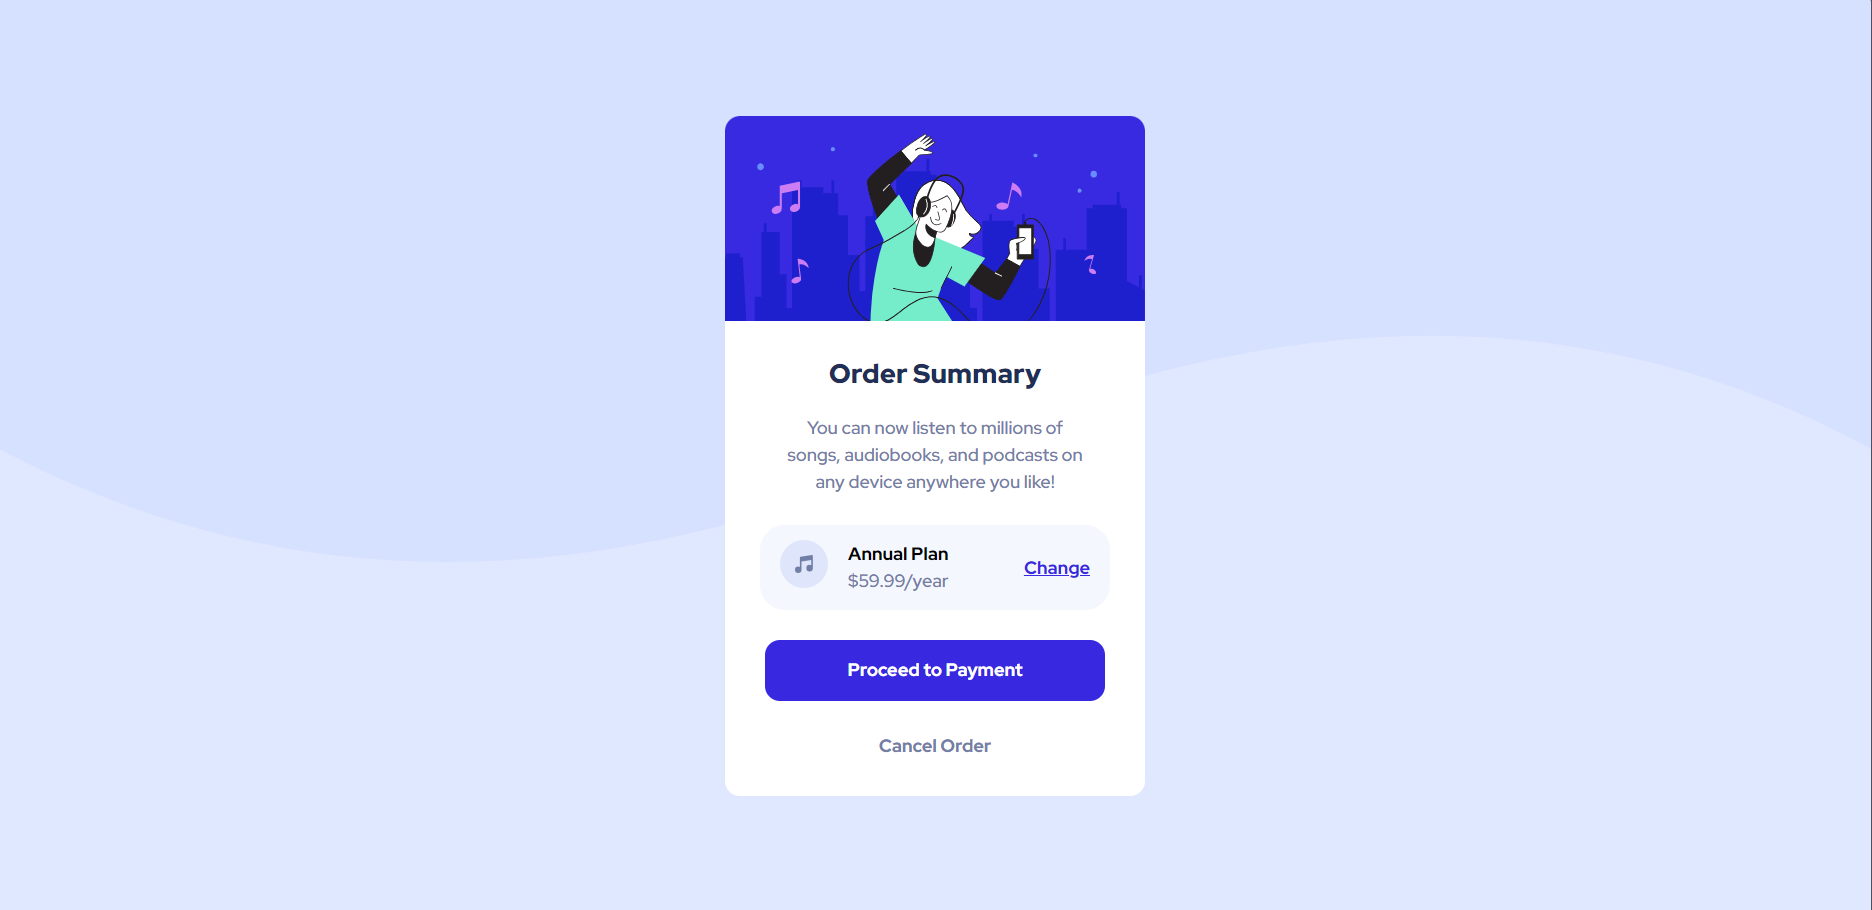 Order Summary
You can now listen to millions of
songs, audiobooks, and podcasts on
any device anywhere you like!
Annual Plan
$59.99/year
Change
Proceed to Payment
Cancel Order